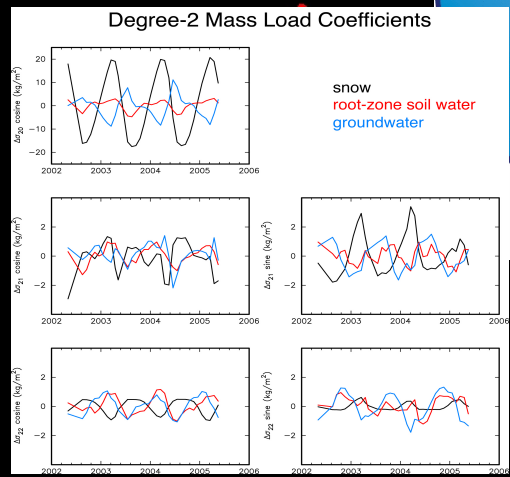 Degree-2 Mass Load Coefficients
snow
root-zone soil water
groundwater
Δσ20 cosine (kg/m²)
20
10
0
−10
−20
2002 2003 2004 2005 2006
Δσ21 cosine (kg/m²)
2
0
−2
2002 2003 2004 2005 2006
Δσ21 sine (kg/m²)
2
0
−2
2002 2003 2004 2005 2006
Δσ22 cosine (kg/m²)
2
0
−2
2002 2003 2004 2005 2006
Δσ22 sine (kg/m²)
2
0
−2
2002 2003 2004 2005 2006